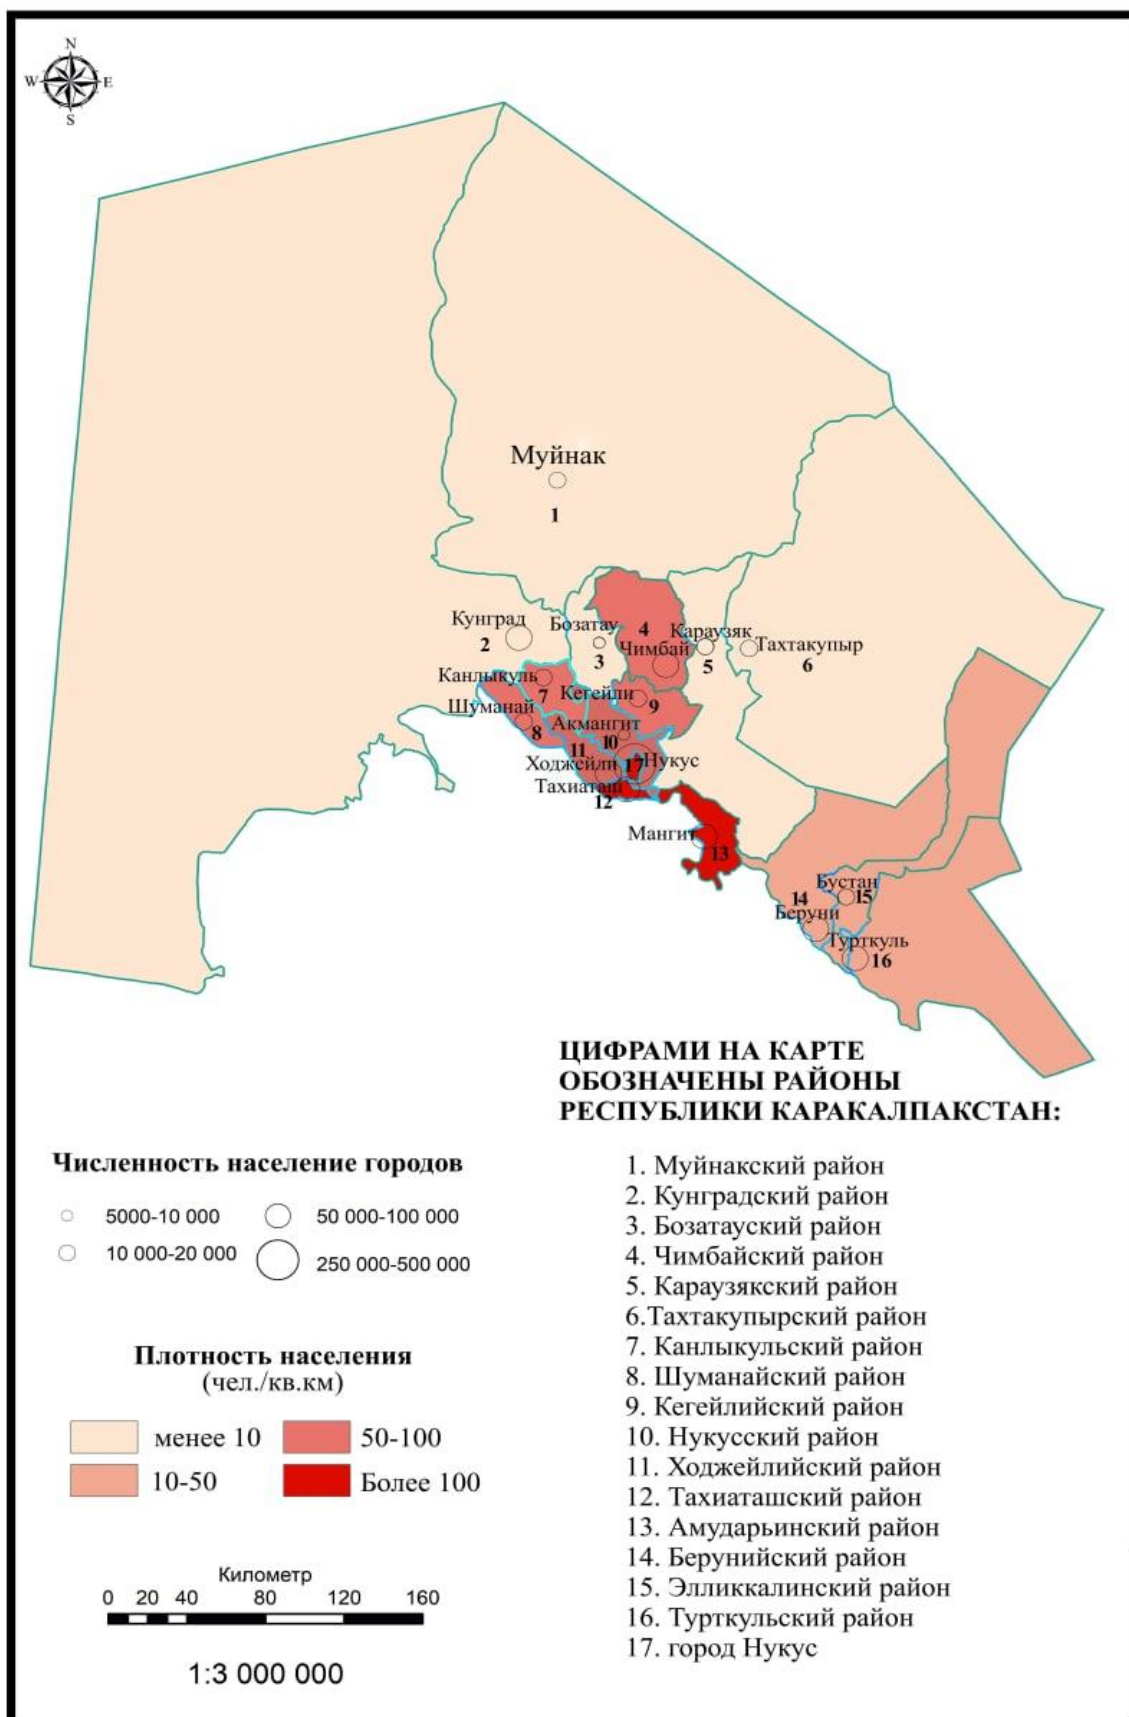 N
W E
S
Муйнак
1
Кунград
2
Бозатау
3
4
Чимбай
Караузяк
5
Тахтакупыр
6
Канлыкуль
7
Кегейли
9
Шуманай
8
Акмангит
10
11
Ходжейли
17
Нукус
Тахиаташ
12
Мангит
13
Бустан
15
14
Беруни
Турткуль
16
ЦИФРАМИ НА КАРТЕ
ОБОЗНАЧЕНЫ РАЙОНЫ
РЕСПУБЛИКИ КАРАКАЛПАКСТАН:
1. Муйнакский район
2. Кунградский район
3. Бозатауский район
4. Чимбайский район
5. Караузякский район
6.Тахтакупырский район
7. Канлыкульский район
8. Шуманайский район
9. Кегейлийский район
10. Нукусский район
11. Ходжейлийский район
12. Тахиаташский район
13. Амударьинский район
14. Берунийский район
15. Элликкалинский район
16. Турткульский район
17. город Нукус
Численность население городов
5000-10 000
50 000-100 000
10 000-20 000
250 000-500 000
Плотность населения
(чел./кв.км)
менее 10
50-100
10-50
Более 100
Километр
0 20 40 80 120 160
1:3 000 000